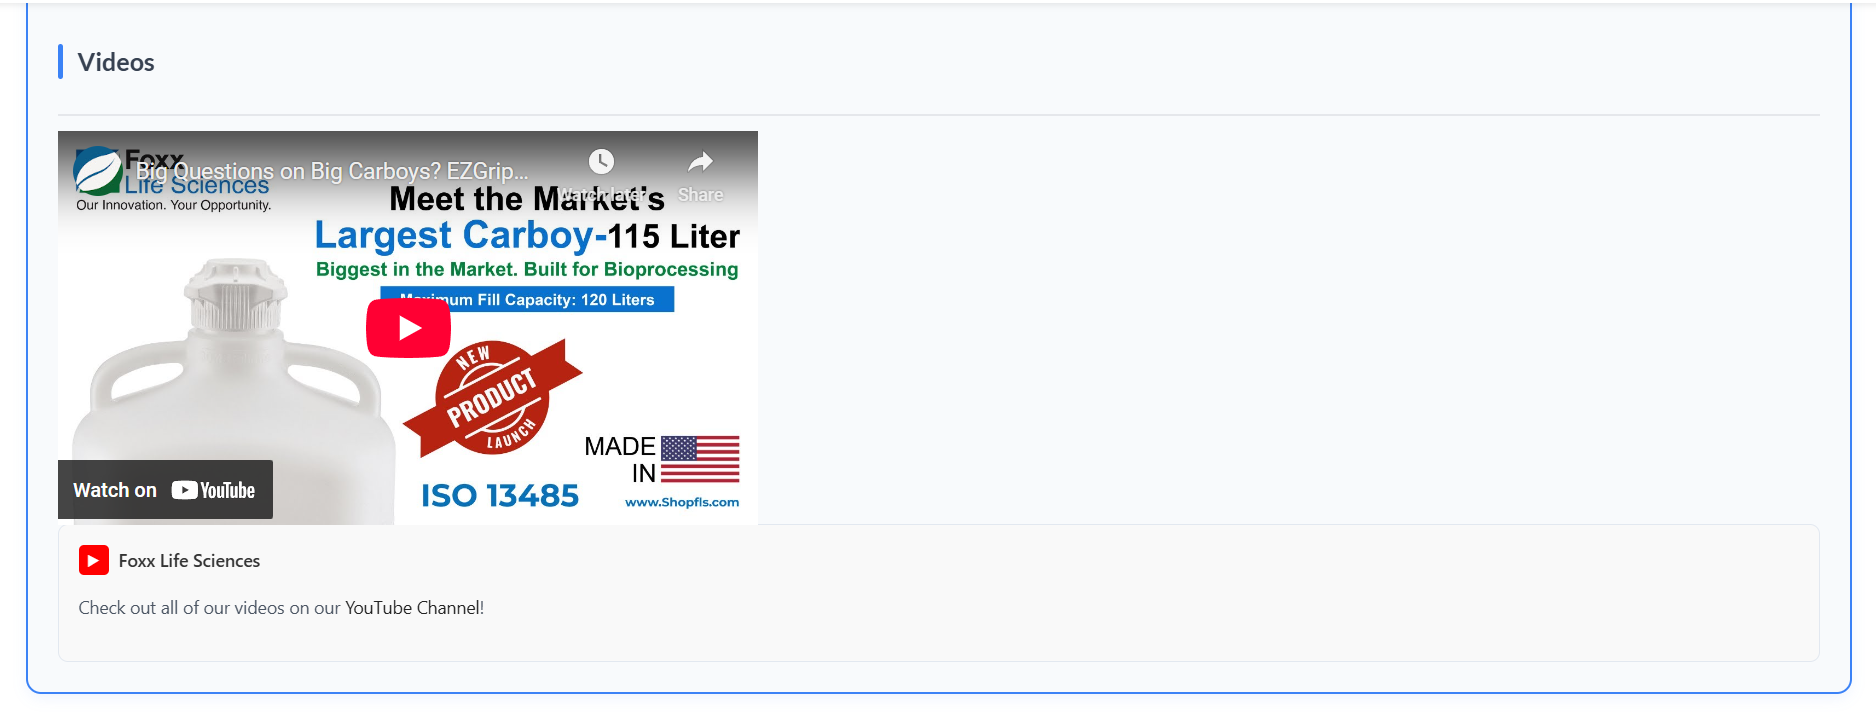 Videos
Foxx
Life Sciences
Our Innovation. Your Opportunity.
Big Questions on Big Carboys? EZGrip...
Watch later
Share
Meet the Market's
Largest Carboy-115 Liter
Biggest in the Market. Built for Bioprocessing
Maximum Fill Capacity: 120 Liters
NEW
PRODUCT
LAUNCH
MADE
IN
ISO 13485
www.Shopfls.com
Watch on YouTube
Foxx Life Sciences
Check out all of our videos on our YouTube Channel!